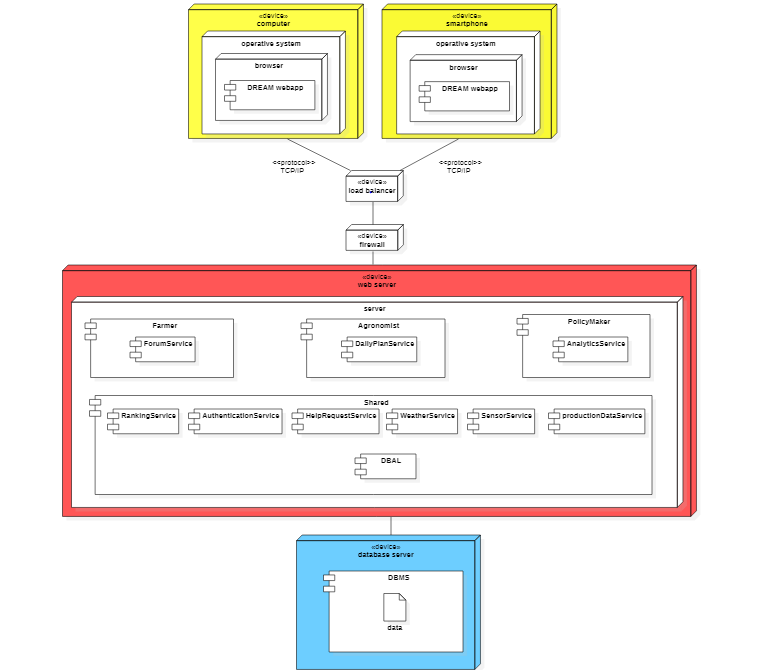 «device»
computer
operative system
browser
DREAM webapp
«device»
smartphone
operative system
browser
DREAM webapp
<<protocol>>
TCP/IP
<<protocol>>
TCP/IP
«device»
load balancer
«device»
firewall
«device»
web server
server
Farmer
ForumService
Agronomist
DailyPlanService
PolicyMaker
AnalyticsService
Shared
RankingService
AuthenticationService
HelpRequestService
WeatherService
SensorService
productionDataService
DBAL
«device»
database server
DBMS
data